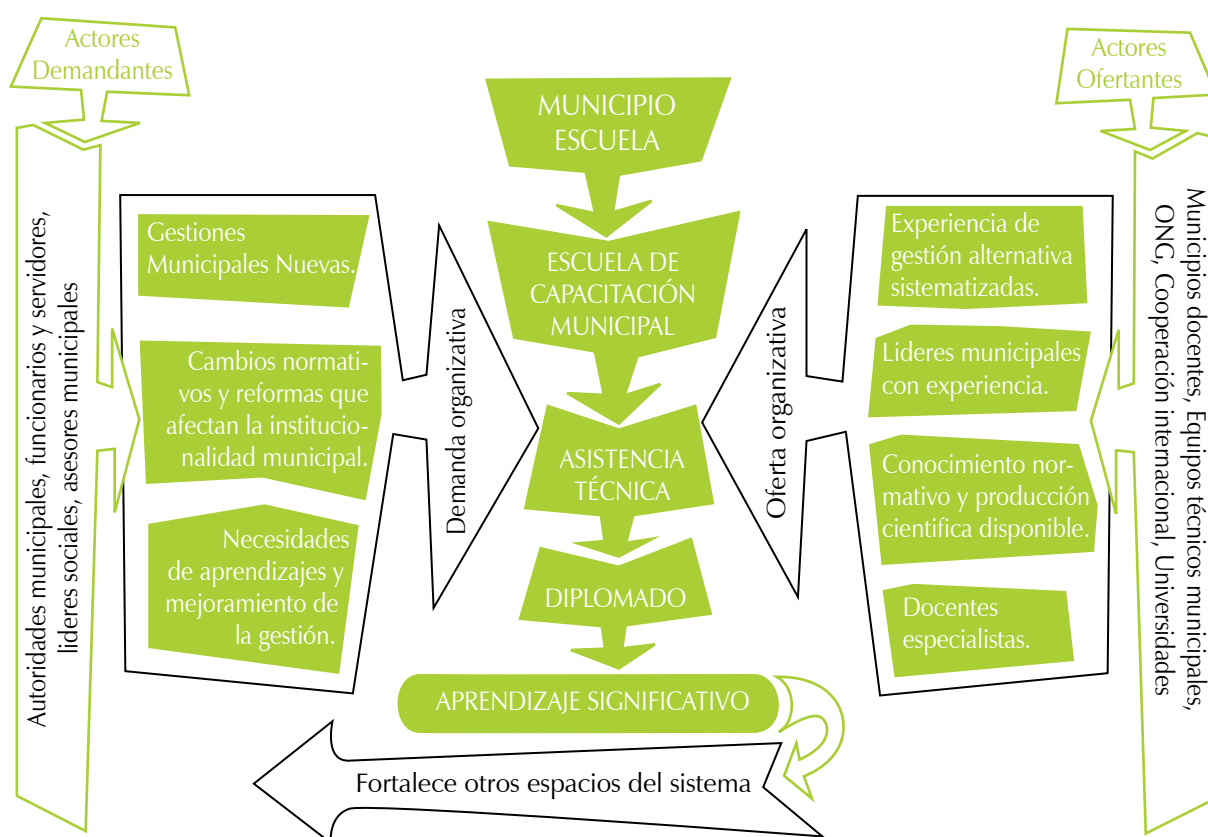 Actores
Demandantes
Autoridades municipales, funcionarios y servidores,
lideres sociales, asesores municipales
Gestiones
Municipales Nuevas.
Cambios normati-
vos y reformas que
afectan la institucio-
nalidad municipal.
Necesidades
de aprendizajes y
mejoramiento de
la gestión.
Demanda organizativa
MUNICIPIO
ESCUELA
ESCUELA DE
CAPACITACIÓN
MUNICIPAL
ASISTENCIA
TÉCNICA
DIPLOMADO
APRENDIZAJE SIGNIFICATIVO
Fortalece otros espacios del sistema
Oferta organizativa
Experiencia de
gestión alternativa
sistematizadas.
Lideres municipales
con experiencia.
Conocimiento nor-
mativo y producción
cientifica disponible.
Docentes
especialistas.
Actores
Ofertantes
Municipios docentes, Equipos técnicos municipales,
ONG, Cooperación internacional, Universidades